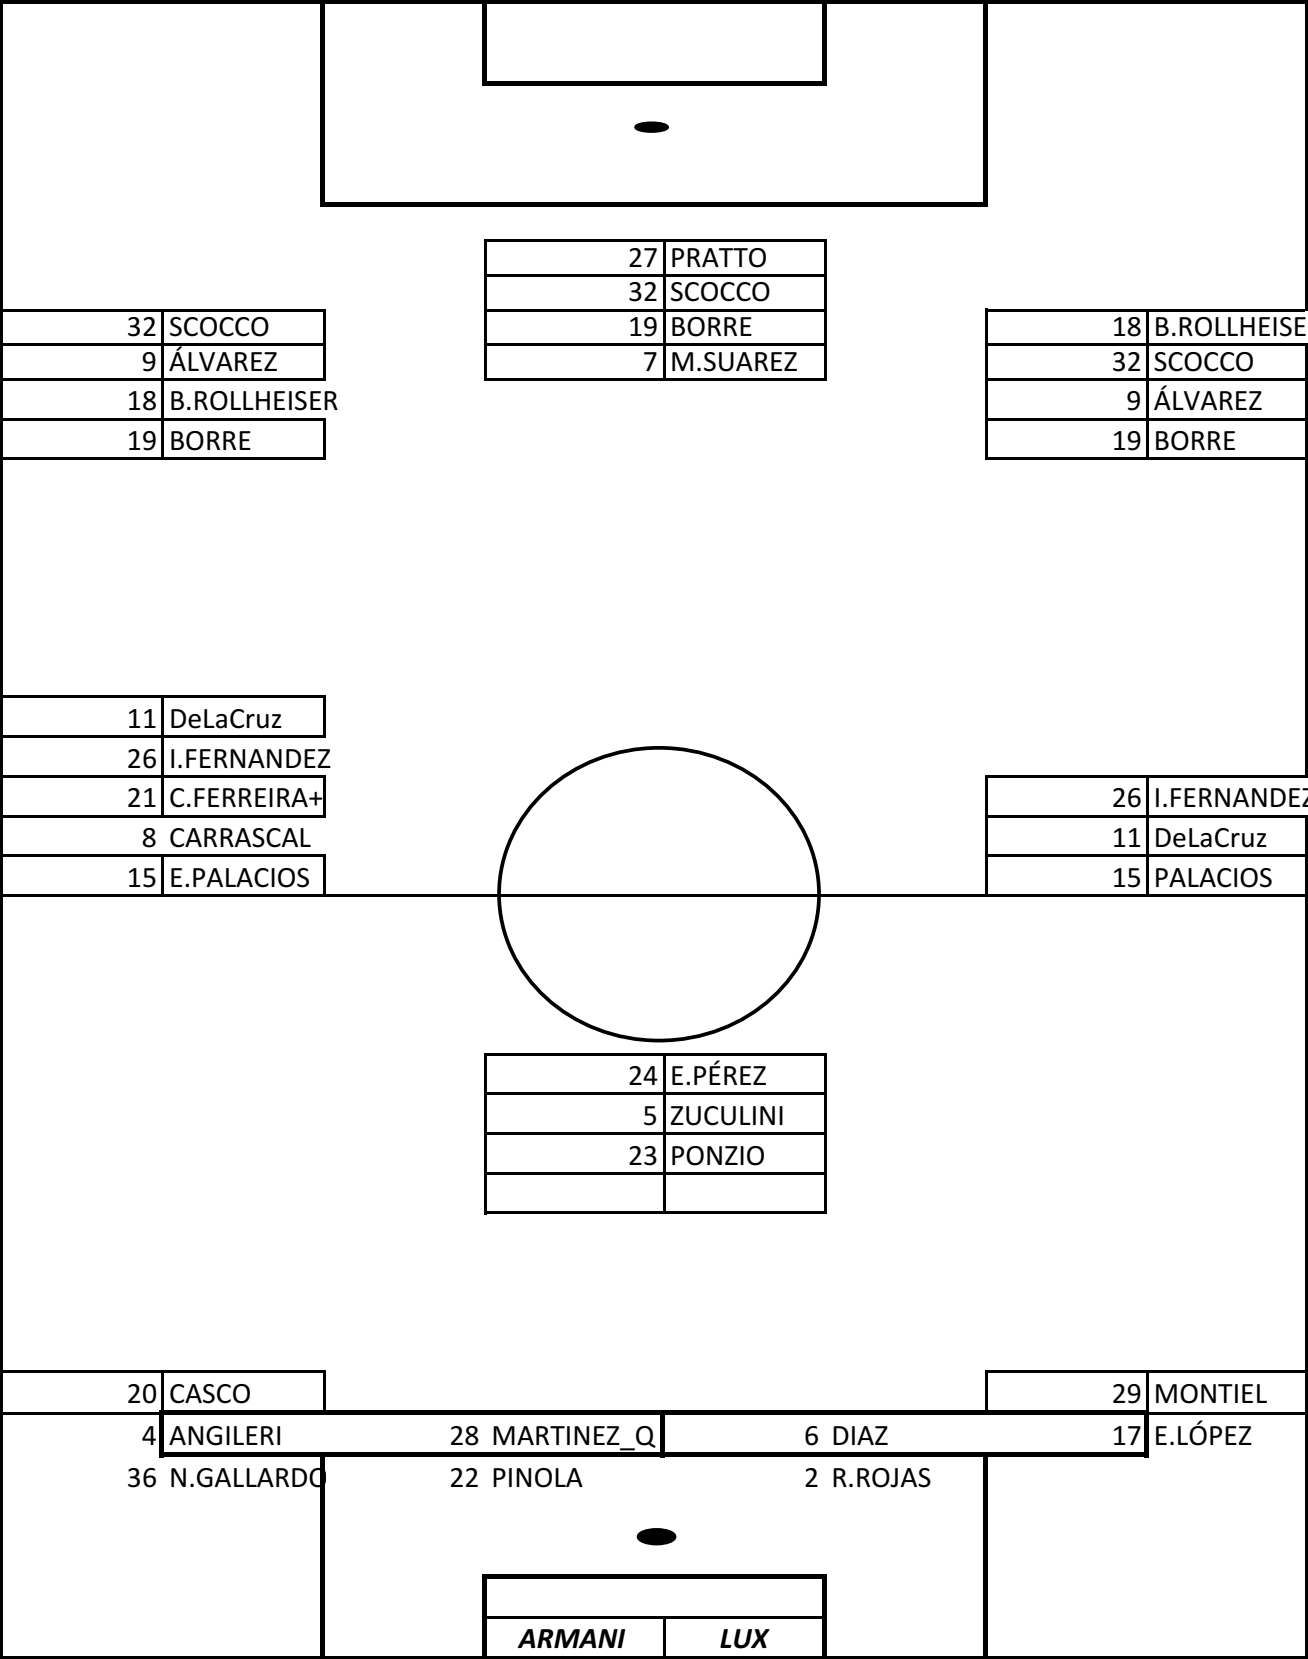 27 PRATTO
32 SCOCCO
32 SCOCCO 19 BORRE 18 B.ROLLHEISE
9 ÁLVAREZ 7 M.SUAREZ 32 SCOCCO
18 B.ROLLHEISER 9 ÁLVAREZ
19 BORRE 19 BORRE
11 DeLaCruz
26 I.FERNANDEZ
21 C.FERREIRA+ 26 I.FERNANDEZ
8 CARRASCAL 11 DeLaCruz
15 E.PALACIOS 15 PALACIOS
24 E.PÉREZ
5 ZUCULINI
23 PONZIO
20 CASCO 29 MONTIEL
4 ANGILERI 28 MARTINEZ_Q 6 DIAZ 17 E.LÓPEZ
36 N.GALLARDO 22 PINOLA 2 R.ROJAS
ARMANI LUX